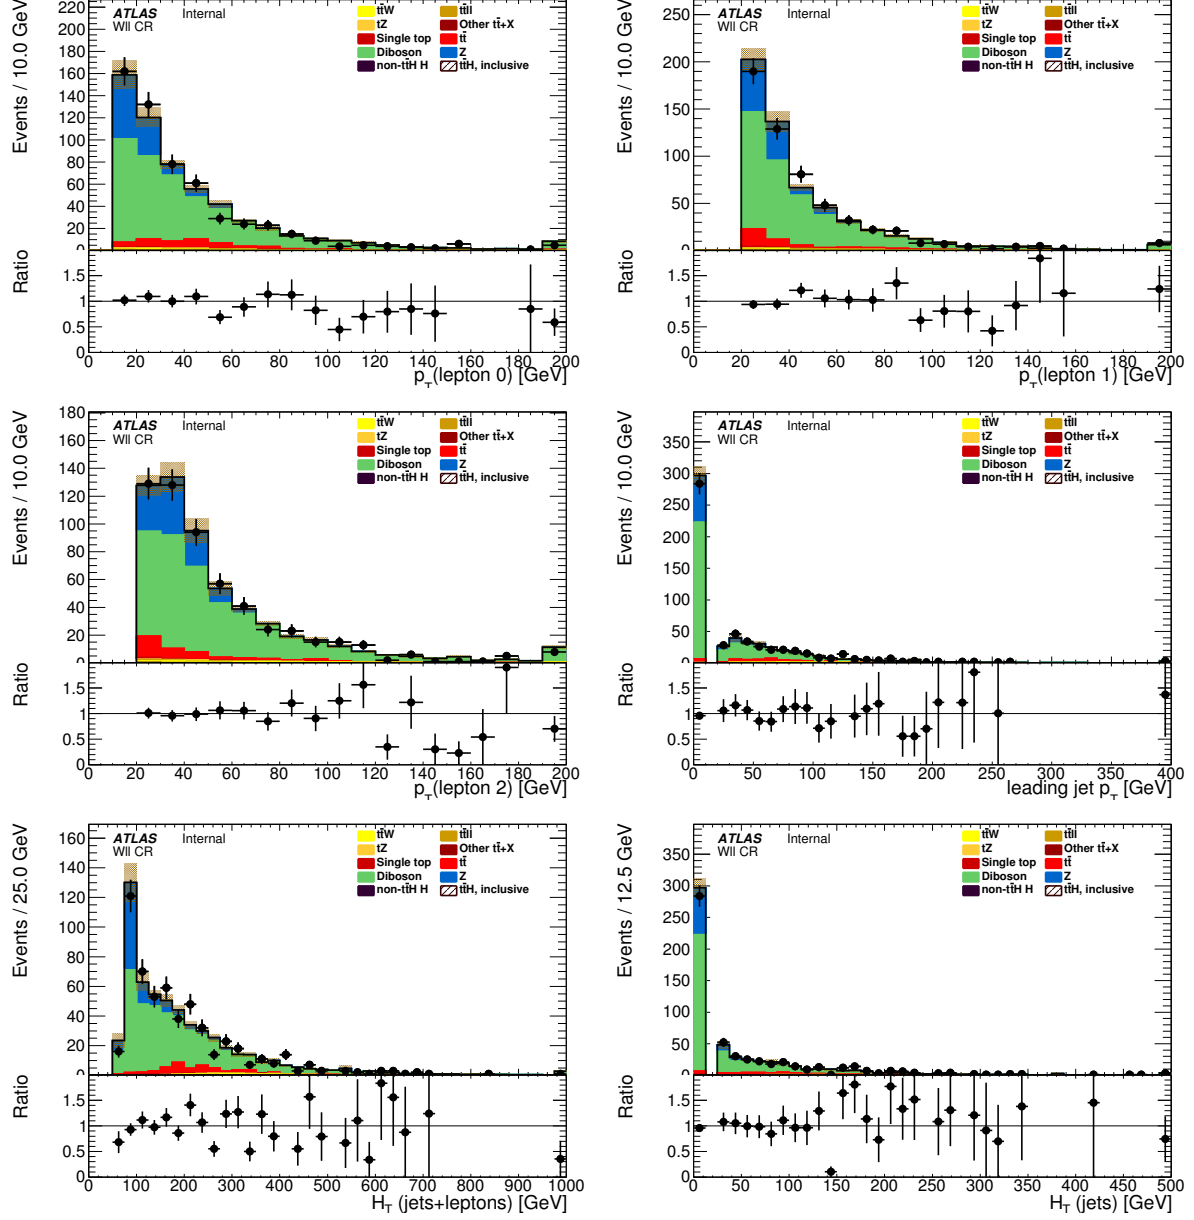 220
200
180
160
140
120
100
80
60
40
20
0
Events / 10.0 GeV
ATLAS Internal
Wll CR
tt̄W tt̄ll
tZ Other tt̄+X
Single top tt̄
Diboson Z
non-tt̄H H tt̄H, inclusive
Ratio
1.5
1
0.5
0
0 20 40 60 80 100 120 140 160 180 200
p_T(lepton 0) [GeV]
250
200
150
100
50
0
Events / 10.0 GeV
ATLAS Internal
Wll CR
tt̄W tt̄ll
tZ Other tt̄+X
Single top tt̄
Diboson Z
non-tt̄H H tt̄H, inclusive
Ratio
1.5
1
0.5
0
0 20 40 60 80 100 120 140 160 180 200
p_T(lepton 1) [GeV]
180
160
140
120
100
80
60
40
20
0
Events / 10.0 GeV
ATLAS Internal
Wll CR
tt̄W tt̄ll
tZ Other tt̄+X
Single top tt̄
Diboson Z
non-tt̄H H tt̄H, inclusive
Ratio
1.5
1
0.5
0
0 20 40 60 80 100 120 140 160 180 200
p_T(lepton 2) [GeV]
350
300
250
200
150
100
50
0
Events / 10.0 GeV
ATLAS Internal
Wll CR
tt̄W tt̄ll
tZ Other tt̄+X
Single top tt̄
Diboson Z
non-tt̄H H tt̄H, inclusive
Ratio
1.5
1
0.5
0
0 50 100 150 200 250 300 350 400
leading jet p_T [GeV]
160
140
120
100
80
60
40
20
0
Events / 25.0 GeV
ATLAS Internal
Wll CR
tt̄W tt̄ll
tZ Other tt̄+X
Single top tt̄
Diboson Z
non-tt̄H H tt̄H, inclusive
Ratio
1.5
1
0.5
0
0 100 200 300 400 500 600 700 800 900 1000
H_T (jets+leptons) [GeV]
350
300
250
200
150
100
50
0
Events / 12.5 GeV
ATLAS Internal
Wll CR
tt̄W tt̄ll
tZ Other tt̄+X
Single top tt̄
Diboson Z
non-tt̄H H tt̄H, inclusive
Ratio
1.5
1
0.5
0
0 50 100 150 200 250 300 350 400 450 500
H_T (jets) [GeV]